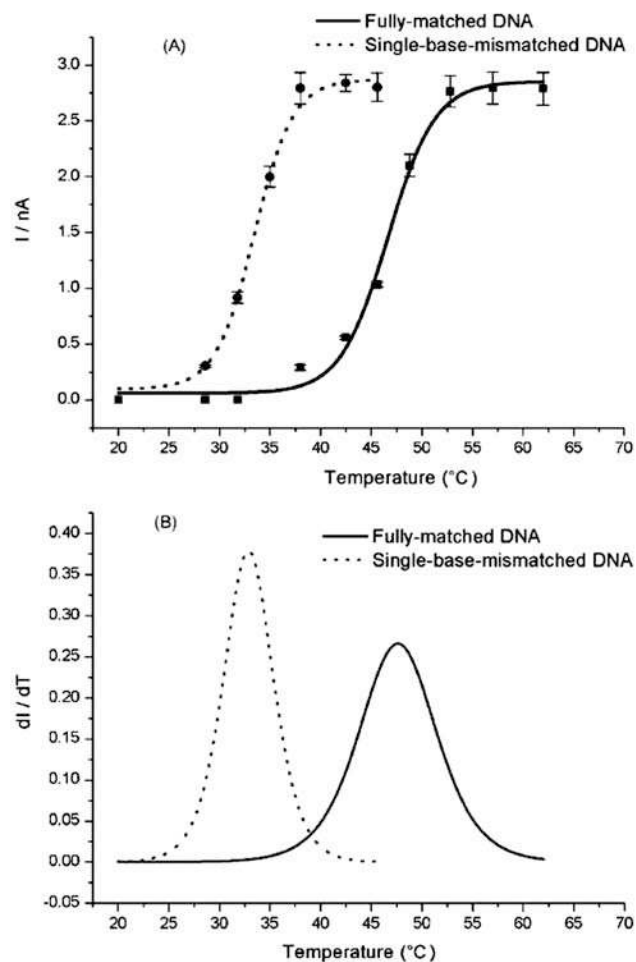 (A)
Fully-matched DNA
Single-base-mismatched DNA
3.0
2.5
2.0
1.5
1.0
0.5
0.0
I / nA
20 25 30 35 40 45 50 55 60 65 70
Temperature (°C)
(B)
Fully-matched DNA
Single-base-mismatched DNA
0.40
0.35
0.30
0.25
0.20
0.15
0.10
0.05
0.00
-0.05
dI / dT
20 25 30 35 40 45 50 55 60 65 70
Temperature (°C)